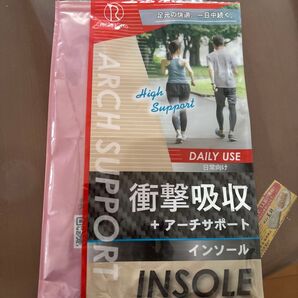 足元の快適、一日中続く。
High
Support
DAILY USE
日常向け
衝撃吸収
+ アーチサポート
インソール
INSOLE
ARCH SUPPORT